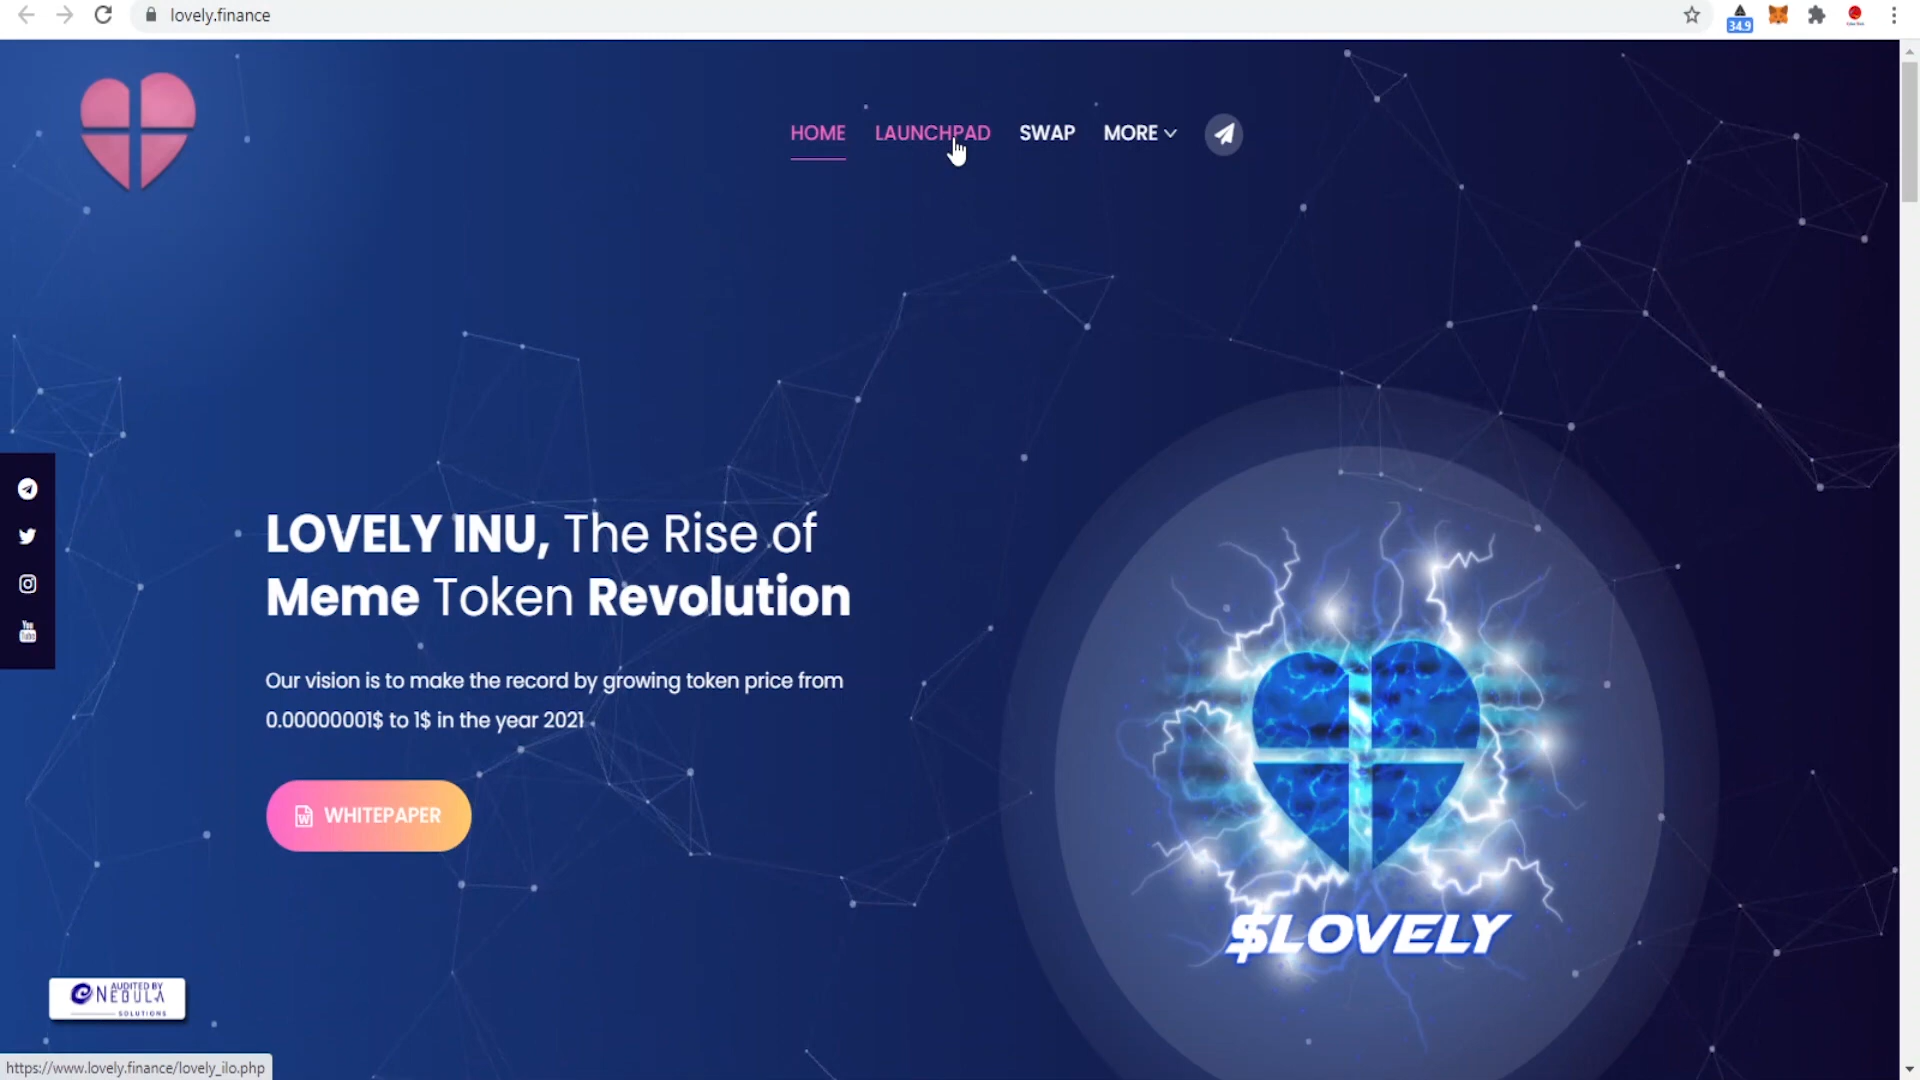 lovely.finance
34.9
HOME
LAUNCHPAD
SWAP
MORE
LOVELY INU, The Rise of
Meme Token Revolution
Our vision is to make the record by growing token price from
0.00000001$ to 1$ in the year 2021
WHITEPAPER
$LOVELY
AUDITED BY
NEBULA
SOLUTIONS
https://www.lovely.finance/lovely_ilo.php